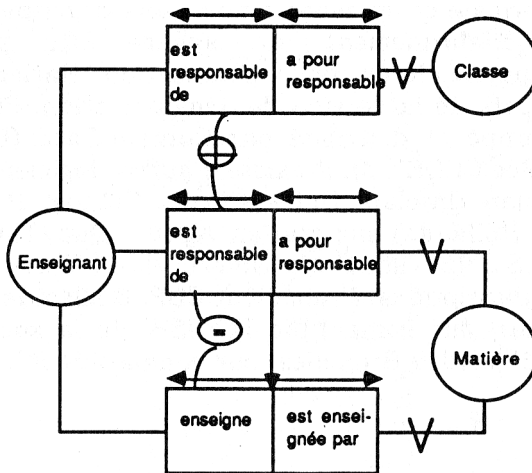 est
responsable
de
a pour
responsable
Classe
Enseignant
est
responsable
de
a pour
responsable
=
Matière
enseigne
est ensei-
gnée par